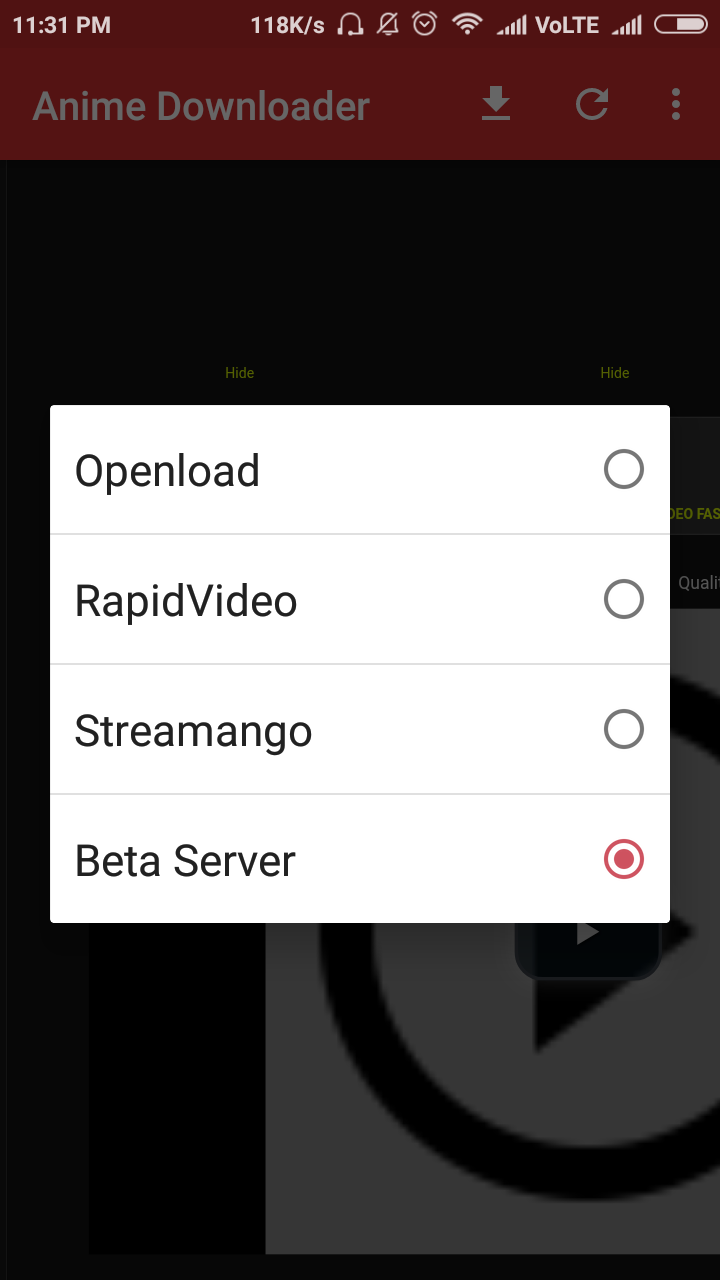 11:31 PM 118K/s VoLTE
Anime Downloader
Hide Hide
Openload
DEO FAS
RapidVideo
Qualit
Streamango
Beta Server